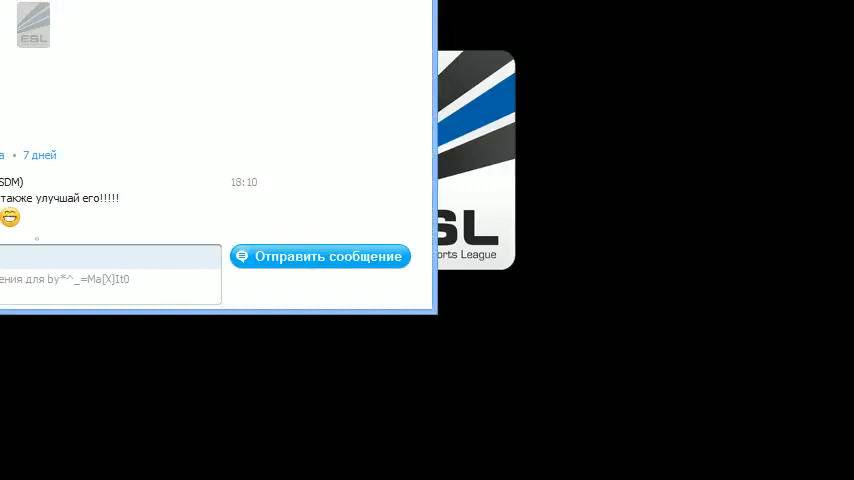 ESL
7 дней
SDM)
18:10
также улучшай его!!!!!
SL
orts League
Отправить сообщение
ения для by*^_=Ma[X]It0